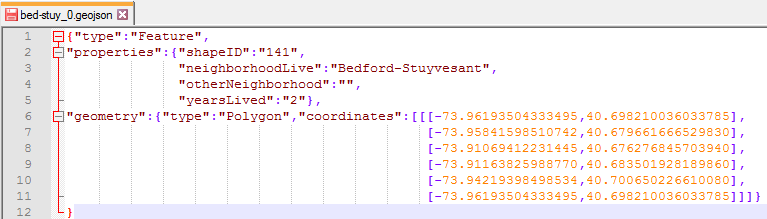 bed-stuy_0.geojson
1 {"type":"Feature",
2 "properties":{"shapeID":"141",
3 "neighborhoodLive":"Bedford-Stuyvesant",
4 "otherNeighborhood":"",
5 "yearsLived":"2"},
6 "geometry":{"type":"Polygon","coordinates":[[[-73.96193504333495,40.698210036033785],
7 [-73.95841598510742,40.679661666529830],
8 [-73.91069412231445,40.676276845703940],
9 [-73.91163825988770,40.683501928189860],
10 [-73.94219398498534,40.700650226610080],
11 [-73.96193504333495,40.698210036033785]]]}
12 }